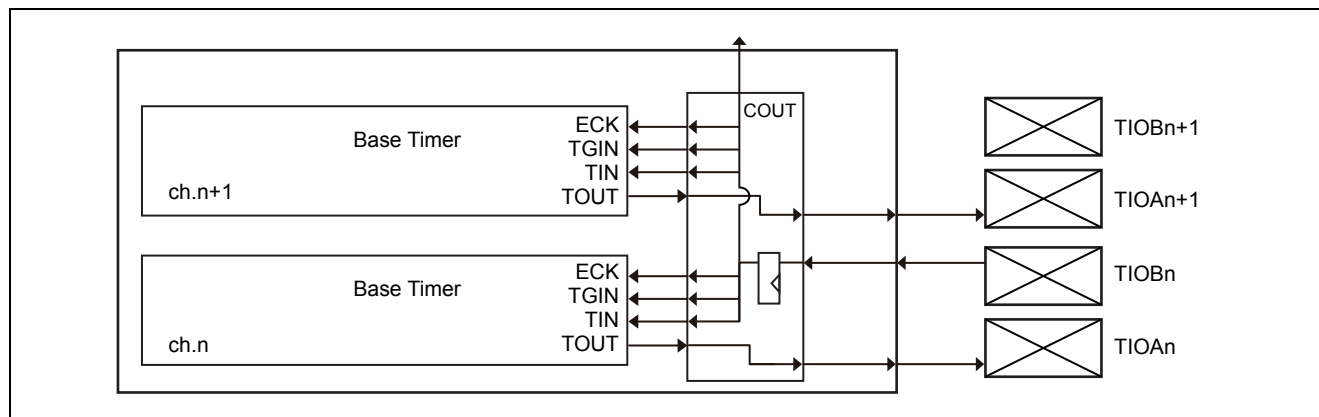 COUT
Base Timer
ch.n+1
ECK
TGIN
TIN
TOUT
TIOBn+1
TIOAn+1
Base Timer
ch.n
ECK
TGIN
TIN
TOUT
TIOBn
TIOAn